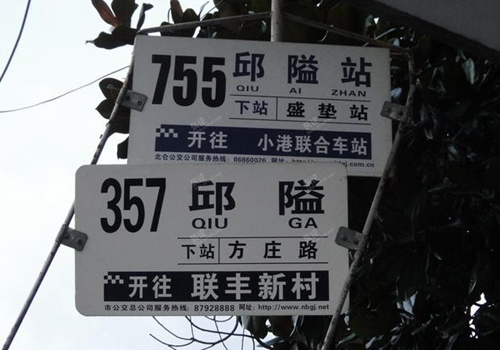 755 邱隘站
QIU AI ZHAN
下站 盛垫站
开往 小港联合车站
北仑公交公司服务热线: 86860026
357 邱隘
QIU GA
下站 方庄路
开往 联丰新村
市公交总公司服务热线: 87928888 网址: http://www.nbgj.net